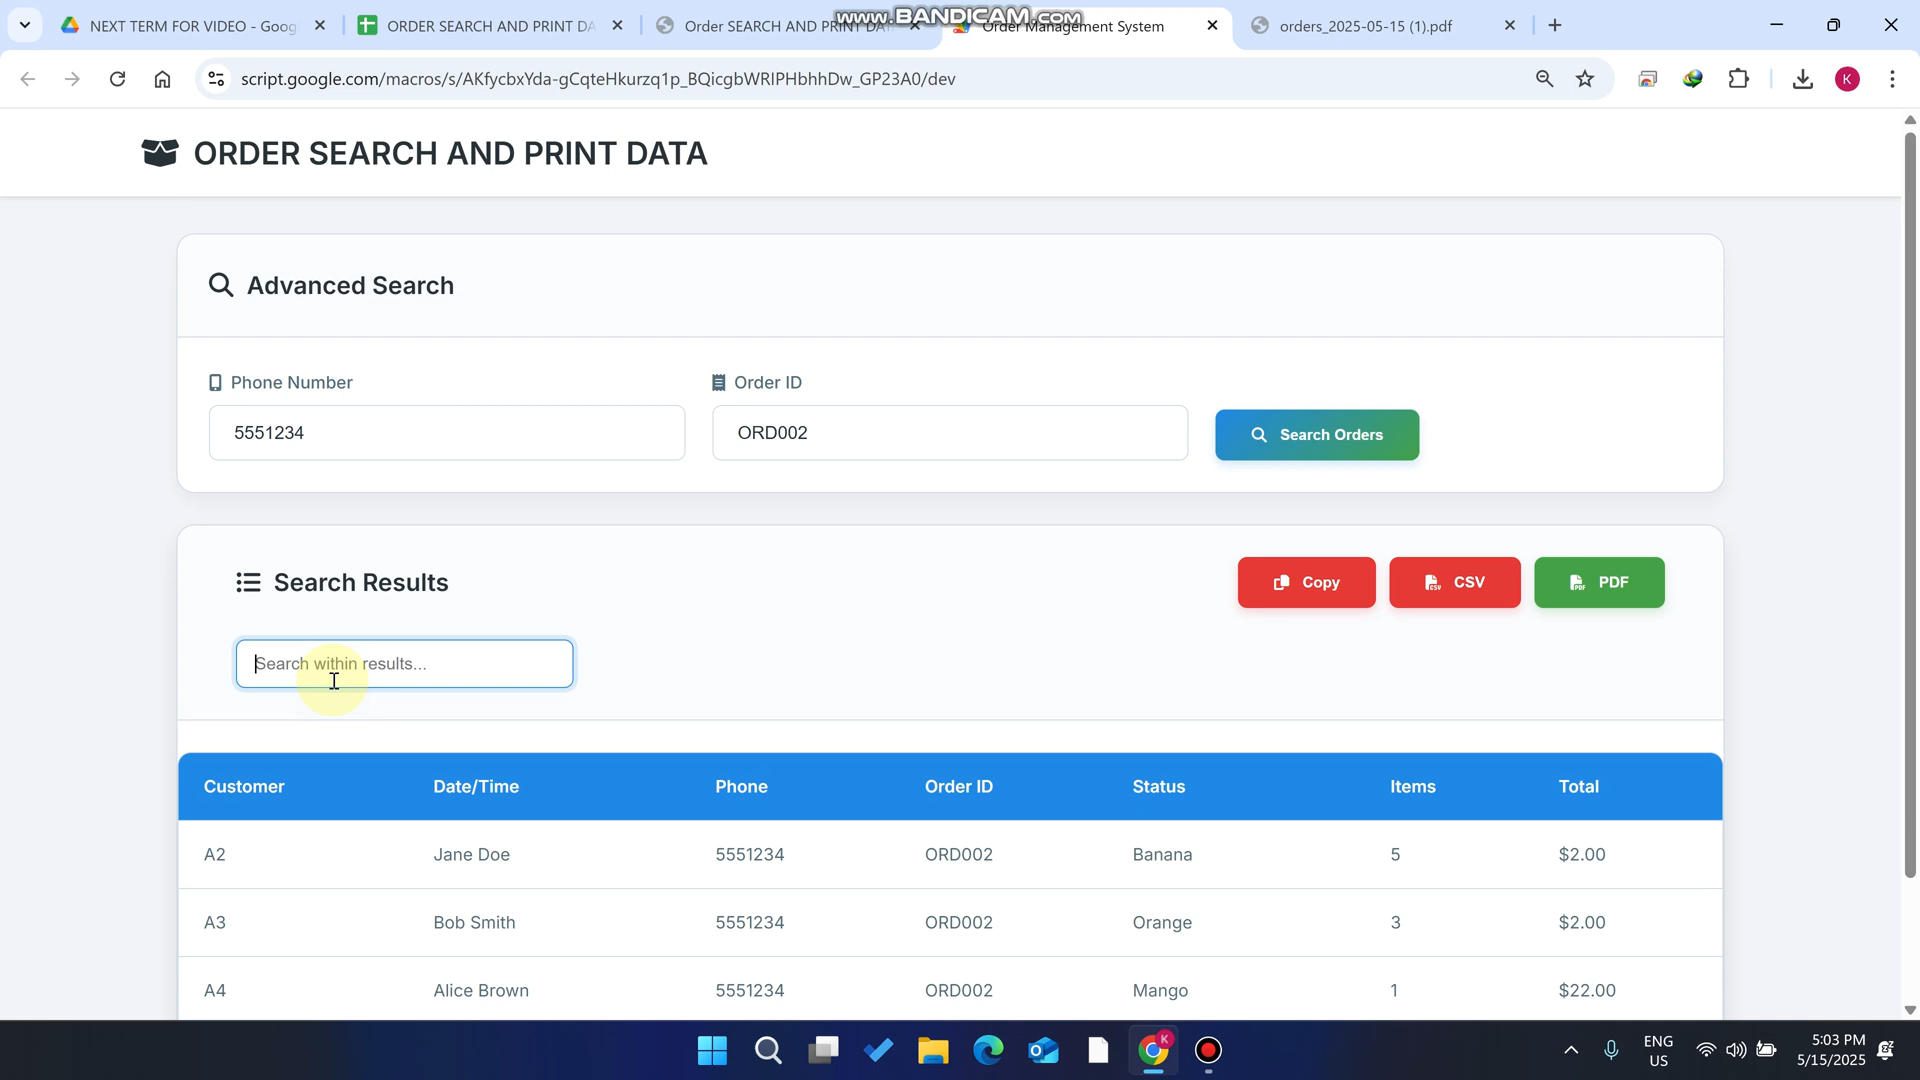 www.BANDICAM.com
NEXT TERM FOR VIDEO - Goog
ORDER SEARCH AND PRINT DA
Order SEARCH AND PRINT DA
Order Management System
orders_2025-05-15 (1).pdf
script.google.com/macros/s/AKfycbxYda-gCqteHkurzq1p_BQicgbWRIPHbhhDw_GP23A0/dev
K
ORDER SEARCH AND PRINT DATA
Advanced Search
Phone Number
Order ID
5551234
ORD002
Search Orders
Search Results
Copy
CSV
PDF
Search within results...
Customer Date/Time Phone Order ID Status Items Total
A2 Jane Doe 5551234 ORD002 Banana 5 $2.00
A3 Bob Smith 5551234 ORD002 Orange 3 $2.00
A4 Alice Brown 5551234 ORD002 Mango 1 $22.00
K
ENG
US
5:03 PM
5/15/2025